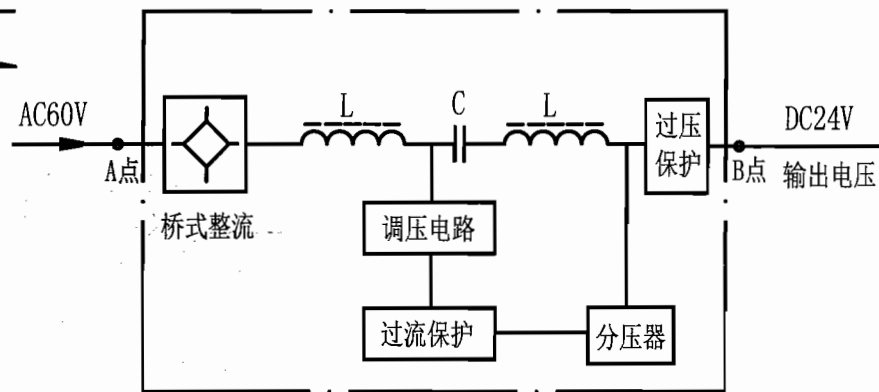 AC60V
A点
桥式整流
L
C
L
过压
保护
B点
DC24V
输出电压
调压电路
过流保护
分压器